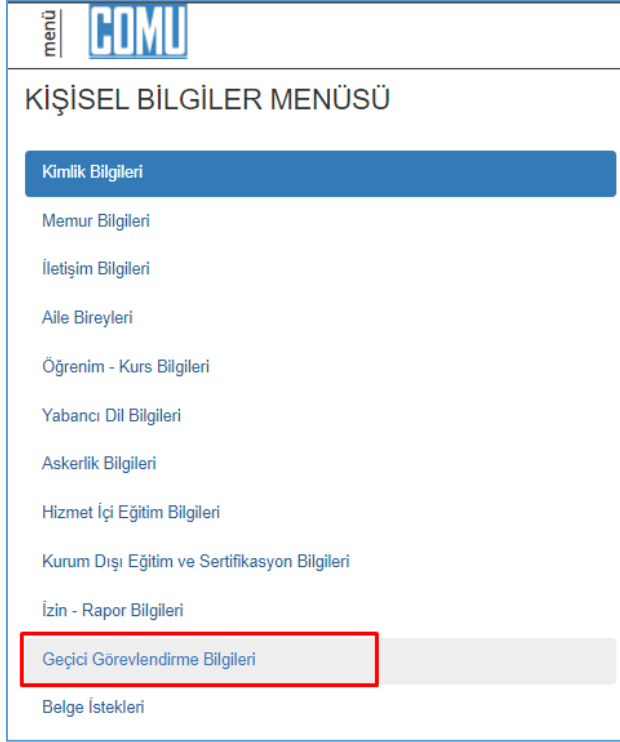 menü
COMU
KİŞİSEL BİLGİLER MENÜSÜ
Kimlik Bilgileri
Memur Bilgileri
İletişim Bilgileri
Aile Bireyleri
Öğrenim - Kurs Bilgileri
Yabancı Dil Bilgileri
Askerlik Bilgileri
Hizmet İçi Eğitim Bilgileri
Kurum Dışı Eğitim ve Sertifikasyon Bilgileri
İzin - Rapor Bilgileri
Geçici Görevlendirme Bilgileri
Belge İstekleri